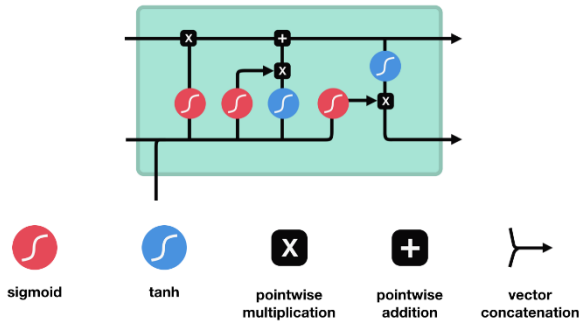 x
+
x
x
sigmoid
tanh
X
pointwise
multiplication
+
pointwise
addition
vector
concatenation